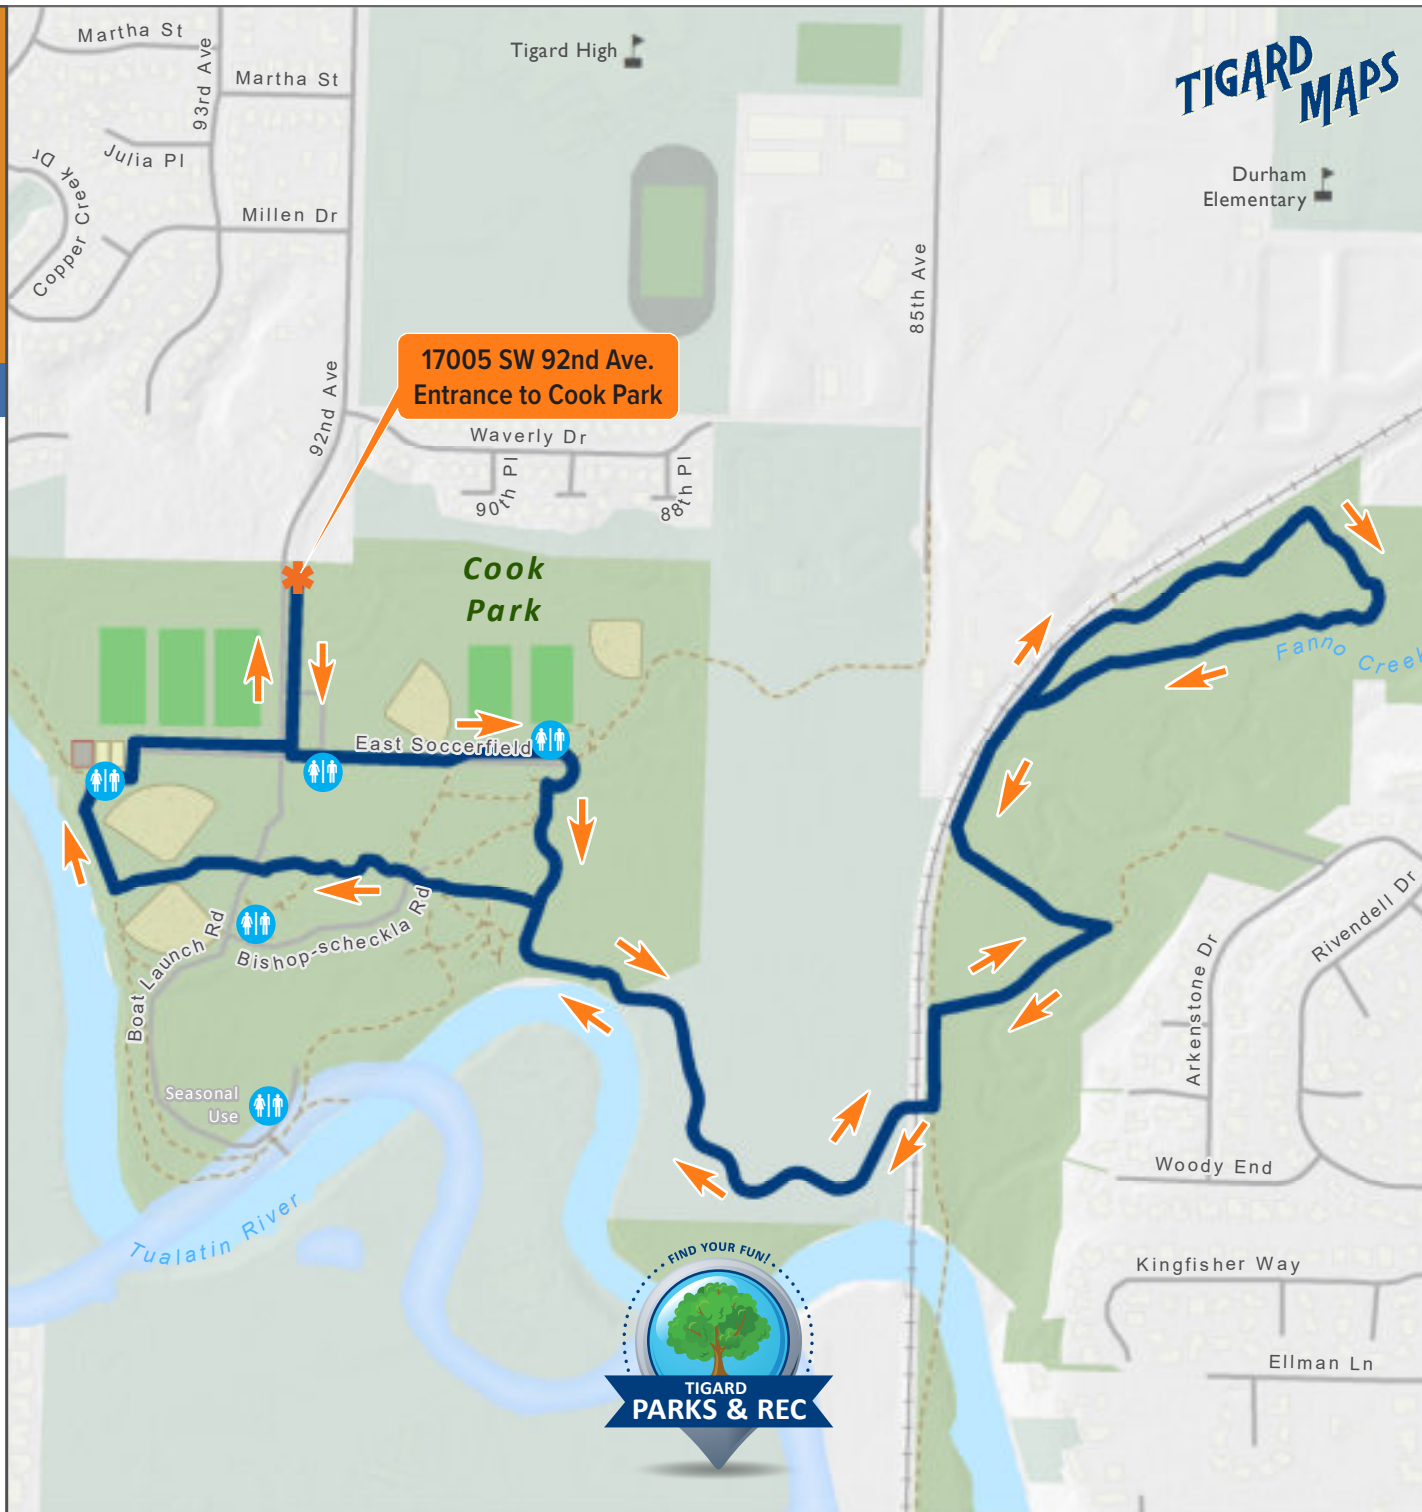 Martha St
93rd Ave
Martha St
Tigard High
TIGARD
MAPS
Julia Pl
Copper Creek Dr
Millen Dr
Durham
Elementary
85th Ave
17005 SW 92nd Ave.
Entrance to Cook Park
92nd Ave
Waverly Dr
90th Pl
88th Pl
Cook
Park
Fanno Creek
East Soccerfield
Boat Launch Rd
Bishop-scheckla Rd
Rivendell Dr
Arkenstone Dr
Seasonal
Use
Woody End
Tualatin River
Kingfisher Way
Ellman Ln
FIND YOUR FUN!
TIGARD
PARKS & REC